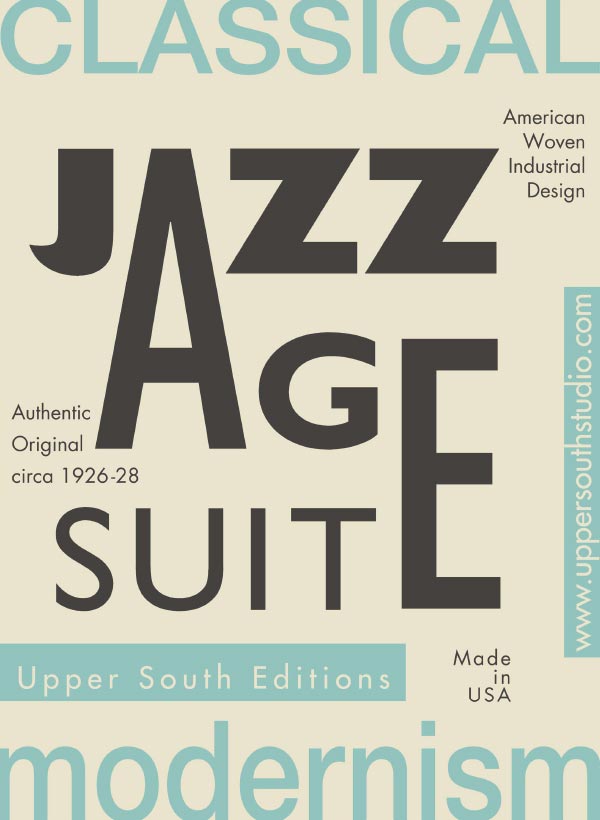 CLASSICAL
American
Woven
Industrial
Design
JAZZ
AGE
Authentic
Original
circa 1926-28
SUITE
www.uppersouthstudio.com
Upper South Editions
Made
in
USA
modernism